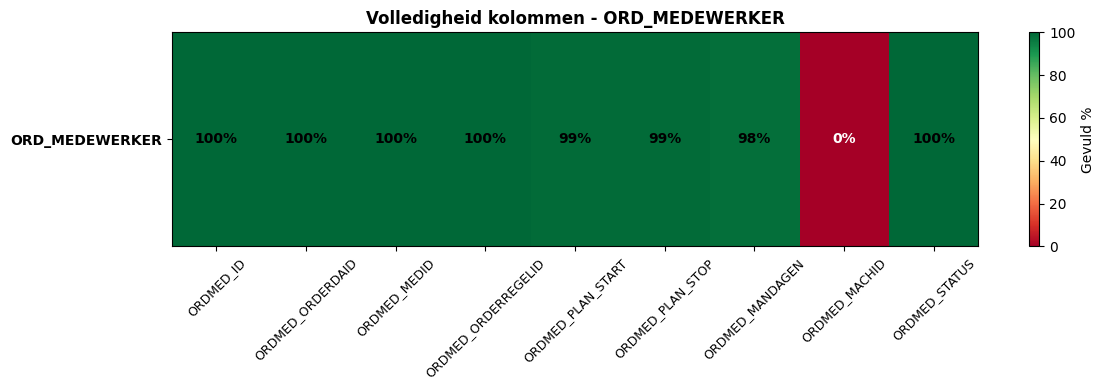 Volledigheid kolommen - ORD_MEDEWERKER
ORD_MEDEWERKER
100% 100% 100% 100% 99% 99% 98% 0% 100%
ORDMED_ID
ORDMED_ORDERDAID
ORDMED_MEDID
ORDMED_ORDERREGELID
ORDMED_PLAN_START
ORDMED_PLAN_STOP
ORDMED_MANDAGEN
ORDMED_MACHID
ORDMED_STATUS
100
80
60
40
20
0
Gevuld %